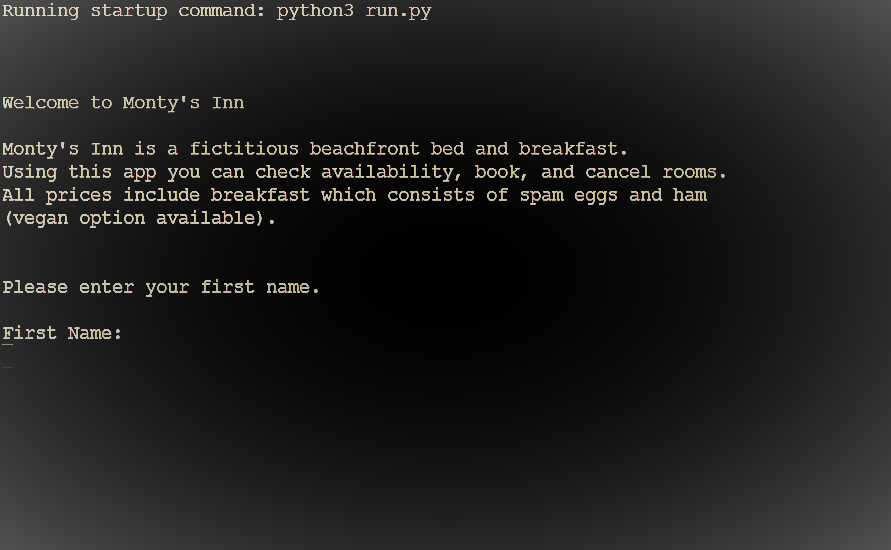 Running startup command: python3 run.py
Welcome to Monty's Inn
Monty's Inn is a fictitious beachfront bed and breakfast.
Using this app you can check availability, book, and cancel rooms.
All prices include breakfast which consists of spam eggs and ham
(vegan option available).
Please enter your first name.
First Name: